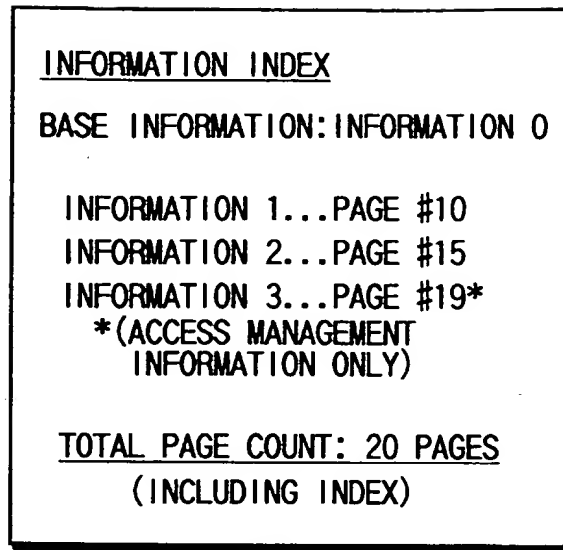 INFORMATION INDEX
BASE INFORMATION:INFORMATION 0
INFORMATION 1...PAGE #10
INFORMATION 2...PAGE #15
INFORMATION 3...PAGE #19*
*(ACCESS MANAGEMENT
INFORMATION ONLY)
TOTAL PAGE COUNT: 20 PAGES
(INCLUDING INDEX)